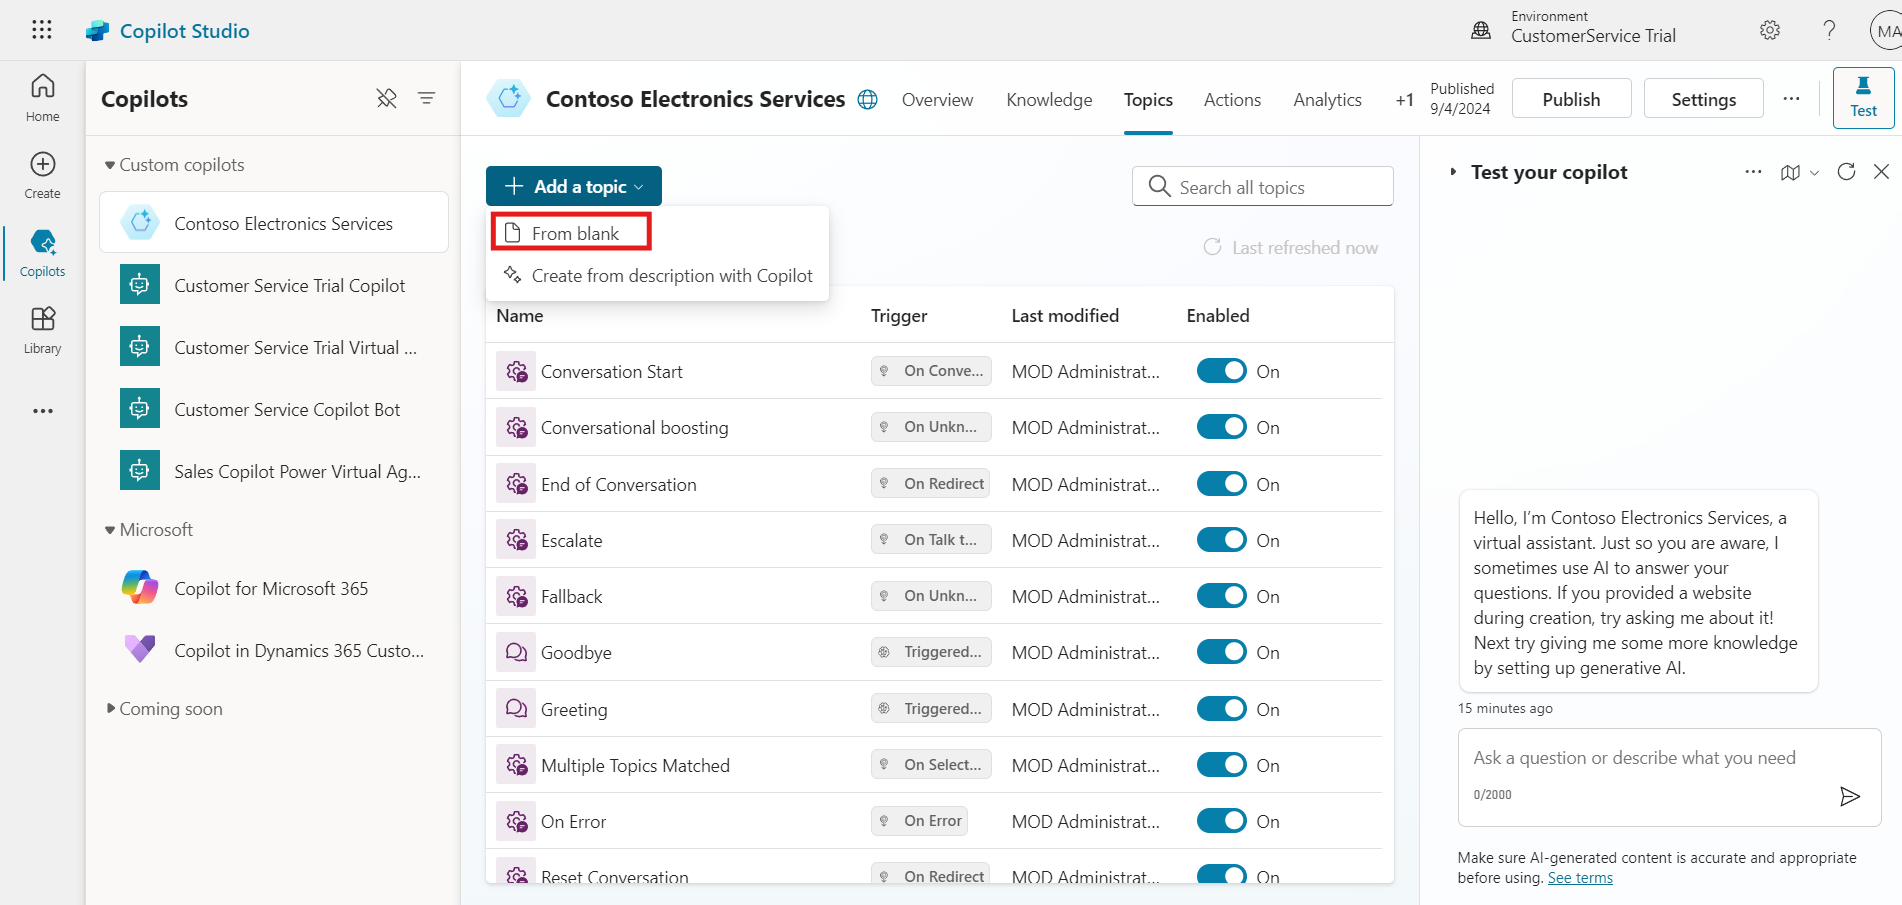 Copilot Studio
Environment
CustomerService Trial
MA
Home
Create
Copilots
Library
Copilots
Custom copilots
Contoso Electronics Services
Customer Service Trial Copilot
Customer Service Trial Virtual ...
Customer Service Copilot Bot
Sales Copilot Power Virtual Ag...
Microsoft
Copilot for Microsoft 365
Copilot in Dynamics 365 Custo...
Coming soon
Contoso Electronics Services
Overview
Knowledge
Topics
Actions
Analytics
+1
Published
9/4/2024
Publish
Settings
Test
Add a topic
From blank
Create from description with Copilot
Search all topics
Last refreshed now
Name Trigger Last modified Enabled
Conversation Start On Conve... MOD Administrat... On
Conversational boosting On Unkn... MOD Administrat... On
End of Conversation On Redirect MOD Administrat... On
Escalate On Talk t... MOD Administrat... On
Fallback On Unkn... MOD Administrat... On
Goodbye Triggered... MOD Administrat... On
Greeting Triggered... MOD Administrat... On
Multiple Topics Matched On Select... MOD Administrat... On
On Error On Error MOD Administrat... On
Reset Conversation On Redirect MOD Administrat... On
Test your copilot
Hello, I'm Contoso Electronics Services, a
virtual assistant. Just so you are aware, I
sometimes use AI to answer your
questions. If you provided a website
during creation, try asking me about it!
Next try giving me some more knowledge
by setting up generative AI.
15 minutes ago
Ask a question or describe what you need
0/2000
Make sure AI-generated content is accurate and appropriate
before using. See terms